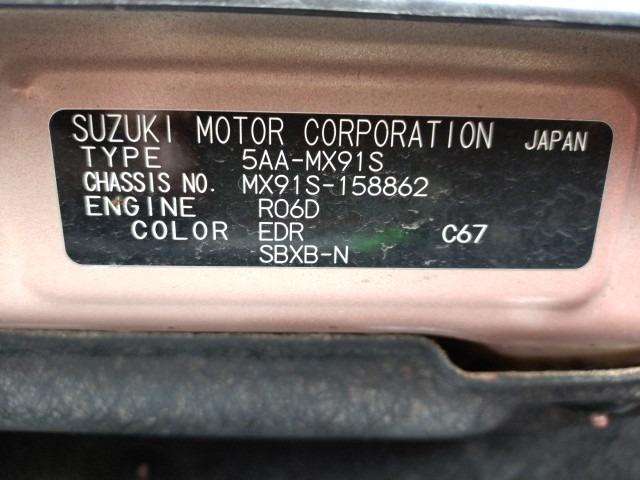 SUZUKI MOTOR CORPORATION JAPAN
TYPE 5AA-MX91S
CHASSIS NO. MX91S-158862
ENGINE R06D
COLOR EDR C67
SBXB-N